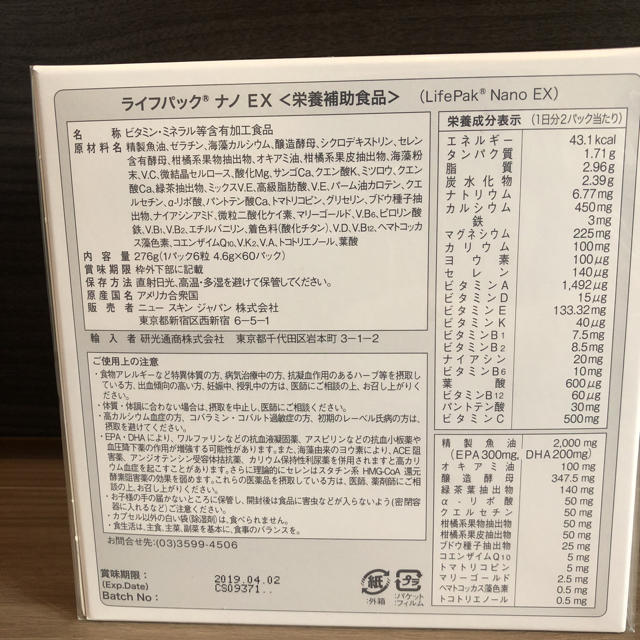 ライフパック® ナノ EX <栄養補助食品> (LifePak® Nano EX)
名 称 ビタミン・ミネラル等含有加工食品
原材料名 精製魚油、ゼラチン、海藻カルシウム、醸造酵母、シクロデキストリン、セレン
含有酵母、柑橘系果物抽出物、オキアミ油、柑橘系果皮抽出物、海藻粉
末、V.C、微結晶セルロース、酸化Mg、サンゴCa、クエン酸K、ミツロウ、クエン
酸Ca、緑茶抽出物、ミックスV.E、高級脂肪酸、V.E、パーム油カロテン、クエ
ルセチン、α-リポ酸、パントテン酸Ca、トマトリコピン、グリセリン、ブドウ種子抽出
物、ナイアシンアミド、微粒二酸化ケイ素、マリーゴールド、V.B6、ピロリン酸
鉄、V.B1、V.B2、エチルバニリン、着色料(酸化チタン)、V.D、V.B12、ヘマトコッカ
ス藻色素、コエンザイムQ10、V.K2、V.A、トコトリエノール、葉酸
内 容 量 276g(1パック6粒 4.6g×60パック)
賞味期限 枠外下部に記載
保存方法 直射日光、高温・多湿を避けて保管してください。
原産国名 アメリカ合衆国
販 売 者 ニュー スキン ジャパン 株式会社
東京都新宿区西新宿 6-5-1
輸 入 者 研光通商株式会社 東京都千代田区岩本町 3-1-2
ご使用上の注意
・食物アレルギーなど特異体質の方、病気治療中の方、抗凝血作用のあるハーブ等を摂取し
ている方、出血傾向の高い方、妊娠中、授乳中の方は、医師にご相談の上、お召し上がりくだ
さい。
・体質・体調に合わない場合は、摂取を中止し、医師にご相談ください。
・高カルシウム血症の方、コバラミン・コバルト過敏症の方、初期のレーベル氏病の方は、
摂取を避けてください。
・EPA・DHAにより、ワルファリンなどの抗血液凝固薬、アスピリンなどの抗血小板薬や
血圧降下薬の作用が増強する可能性があります。また、海藻由来のヨウ素により、ACE阻
害薬、アンジオテンシン受容体拮抗薬、カリウム保持性利尿薬等と併用すると高カリ
ウム血症を起こすことがあります。さらに理論的にセレンはスタチン系HMG-CoA 還元
酵素阻害薬の効果を弱めます。これらの医薬品を摂取している方は、医師、薬剤師にご相
談の上、お召し上がりください。
・お子様の手の届かないところに保管し、開封後は食品に害虫などが入らないよう(密閉容
器に入れるなど)ご注意ください。
・カプセル以外の白い袋(除湿剤)は、食べられません。
・食生活は、主食、主菜、副菜を基本に、食事のバランスを。
お問合せ先:(03)3599-4506
賞味期限:
(Exp.Date) 2019.04.02
Batch No: CS09371..
紙
:外箱
プラ
:パケット
・フィルム
栄養成分表示 (1日分2パック当たり)
エネルギー 43.1kcal
タンパク質 1.71g
脂 質 2.96g
炭水化物 2.39g
ナトリウム 6.77mg
カルシウム 450mg
鉄 3mg
マグネシウム 225mg
カリウム 100mg
ヨ ウ 素 100μg
セ レ ン 140μg
ビタミンA 1,492μg
ビタミンD 15μg
ビタミンE 133.32mg
ビタミンK 40μg
ビタミンB1 7.5mg
ビタミンB2 8.5mg
ナイアシン 20mg
ビタミンB6 10mg
葉 酸 600μg
ビタミンB12 60μg
パントテン酸 30mg
ビタミンC 500mg
精製魚油 2,000mg
(EPA300mg, DHA200mg)
オキアミ油 100mg
醸造酵母 347.5mg
緑茶葉抽出物 140mg
α-リポ酸 50mg
クエルセチン 50mg
柑橘系果物抽出物 50mg
柑橘系果皮抽出物 50mg
ブドウ種子抽出物 25mg
コエンザイムQ10 5mg
トマトリコピン 5mg
マリーゴールド 2.5mg
ヘマトコッカス藻色素 0.5mg
トコトリエノール 0.5mg